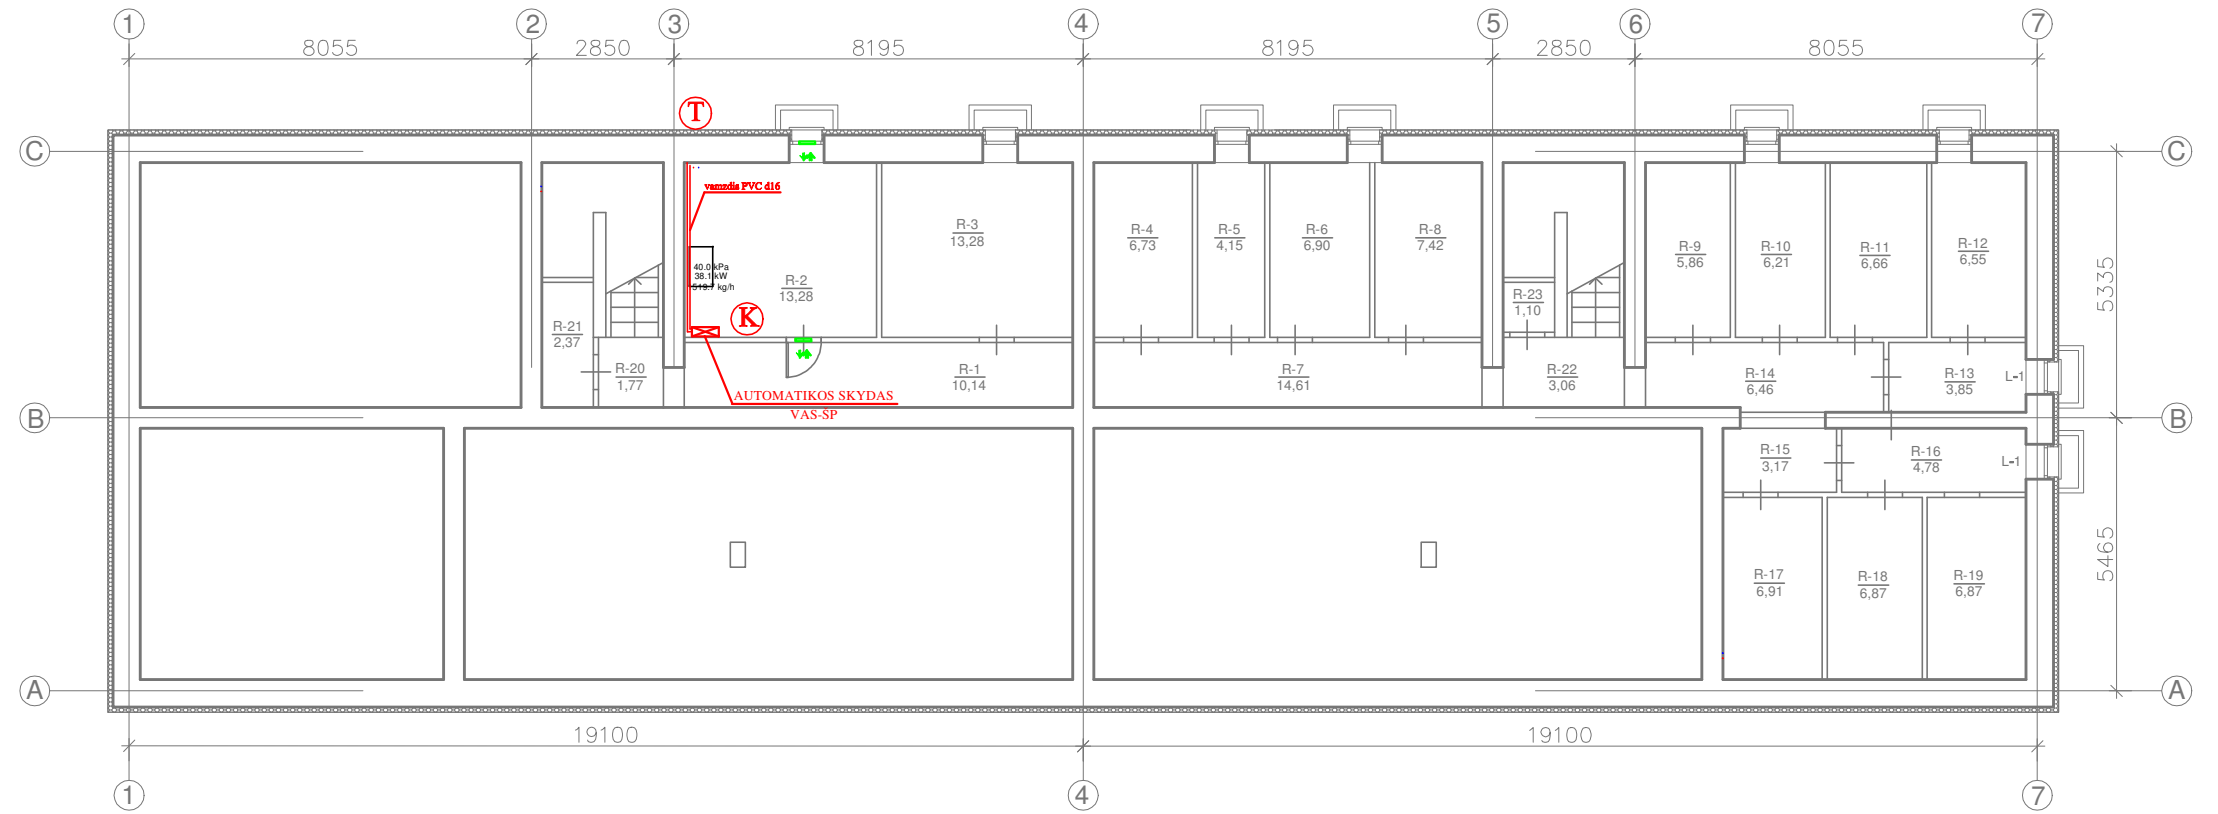 1 2 3 4 5 6 7
8055 2850 8195 8195 2850 8055
T
C C
vamzdis PVC d16
R-4 6,73
R-5 4,15
R-6 6,90
R-8 7,42
R-3 13,28
R-9 5,86
R-10 6,21
R-11 6,66
R-12 6,55
5335
40.0 kPa
38.1 kW
519.7 kg/h
R-2 13,28
R-23 1,10
K
R-21 2,37
R-20 1,77
R-1 10,14
R-7 14,61
R-22 3,06
R-14 6,46
R-13 3,85
L-1
AUTOMATIKOS SKYDAS
VAS-ŠP
B B
R-15 3,17
R-16 4,78
L-1
5465
R-17 6,91
R-18 6,87
R-19 6,87
A A
19100 19100
1 4 7